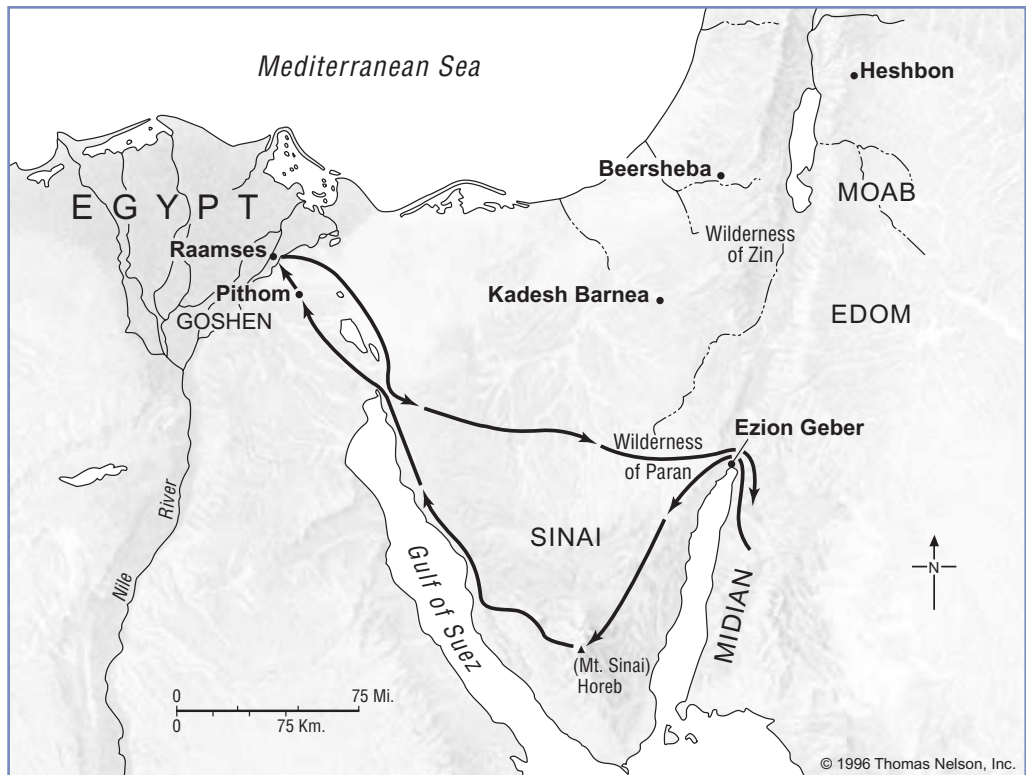 Mediterranean Sea
Heshbon
Beersheba
MOAB
EGYPT
Wilderness
of Zin
Raamses
Kadesh Barnea
Pithom
GOSHEN
EDOM
Ezion Geber
Wilderness
of Paran
Nile River
SINAI
Gulf of Suez
N
MIDIAN
(Mt. Sinai)
Horeb
0 75 Mi.
0 75 Km.
© 1996 Thomas Nelson, Inc.